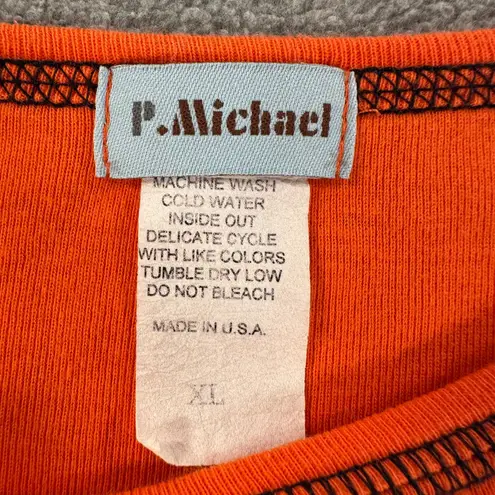 P.Michael
MACHINE WASH
COLD WATER
INSIDE OUT
DELICATE CYCLE
WITH LIKE COLORS
TUMBLE DRY LOW
DO NOT BLEACH
MADE IN U.S.A.
XL